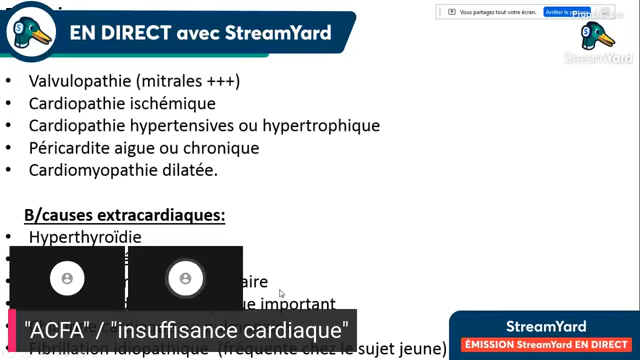 Vous partagez tout votre écran.
Arrêter le
EN DIRECT avec StreamYard
StreamYard
• Valvulopathie (mitrales +++)
• Cardiopathie ischémique
• Cardiopathie hypertensives ou hypertrophique
• Péricardite aigue ou chronique
• Cardiomyopathie dilatée.
B/causes extracardiaques:
• Hyperthyroïdie
aire
que important
"ACFA" / "insuffisance cardiaque"
• Fibrillation idiopathique (fréquente chez le sujet jeune)
StreamYard
ÉMISSION StreamYard EN DIRECT